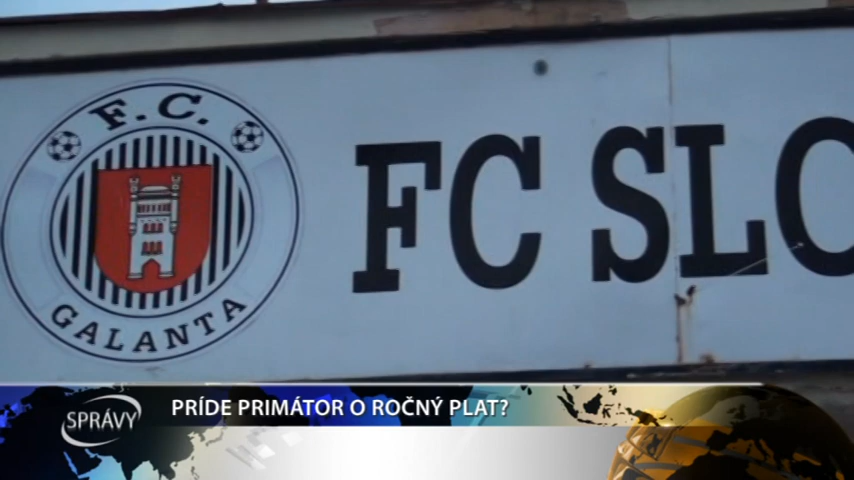 F.C.
GALANTA
FC SLO
SPRÁVY
PRÍDE PRIMÁTOR O ROČNÝ PLAT?